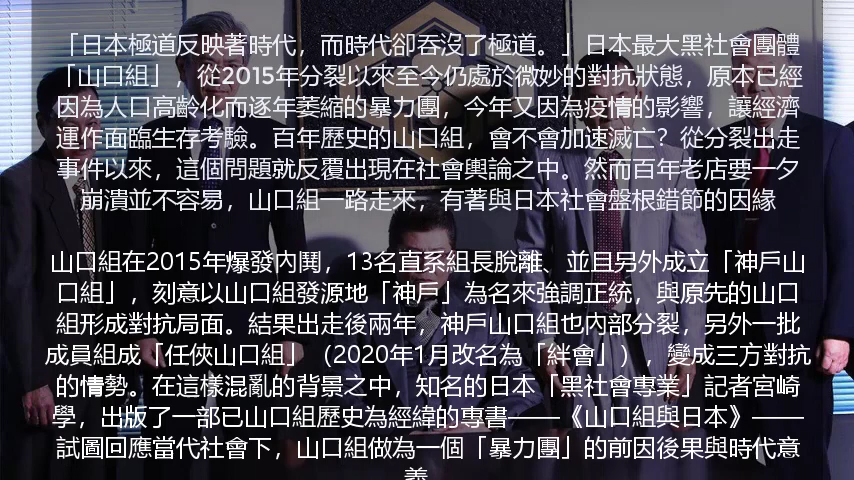 「日本極道反映著時代，而時代卻吞沒了極道。」日本最大黑社會團體
「山口組」，從2015年分裂以來至今仍處於微妙的對抗狀態，原本已經
因為人口高齡化而逐年萎縮的暴力團，今年又因為疫情的影響，讓經濟
運作面臨生存考驗。百年歷史的山口組，會不會加速滅亡？從分裂出走
事件以來，這個問題就反覆出現在社會輿論之中。然而百年老店要一夕
崩潰並不容易，山口組一路走來，有著與日本社會盤根錯節的因緣
山口組在2015年爆發內鬨，13名直系組長脫離、並且另外成立「神戶山
口組」，刻意以山口組發源地「神戶」為名來強調正統，與原先的山口
組形成對抗局面。結果出走後兩年，神戶山口組也內部分裂，另外一批
成員組成「任俠山口組」（2020年1月改名為「絆會」），變成三方對抗
的情勢。在這樣混亂的背景之中，知名的日本「黑社會專業」記者宮崎
學，出版了一部已山口組歷史為經緯的專書——《山口組與日本》——
試圖回應當代社會下，山口組做為一個「暴力團」的前因後果與時代意
義